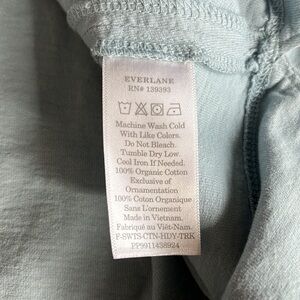 EVERLANE
RN# 139393
Machine Wash Cold
With Like Colors.
Do Not Bleach.
Tumble Dry Low.
Cool Iron If Needed.
100% Organic Cotton
Exclusive of
Ornamentation
100% Coton Organique
Sans L'ornement
Made in Vietnam.
Fabriqué au Viêt-Nam.
F-SWTS-CTN-HDY-TRK
PP9911438924